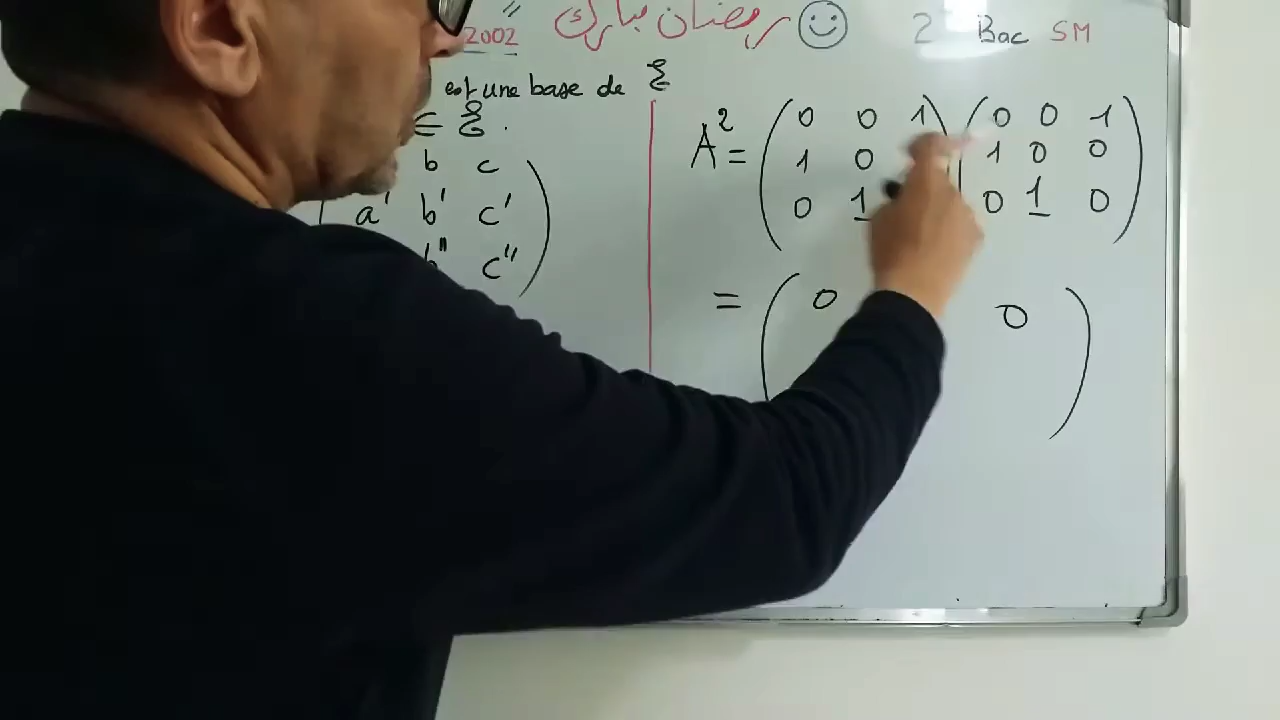 2002 " رمضان مبارك 2 Bac SM
est une base de ℰ
∈ ℰ .
b c
a' b' c'
b" c"
A² = ( 0 0 1 ) ( 0 0 1 )
1 0 1 0 0
0 1 0 1 0
= ( 0 0 )